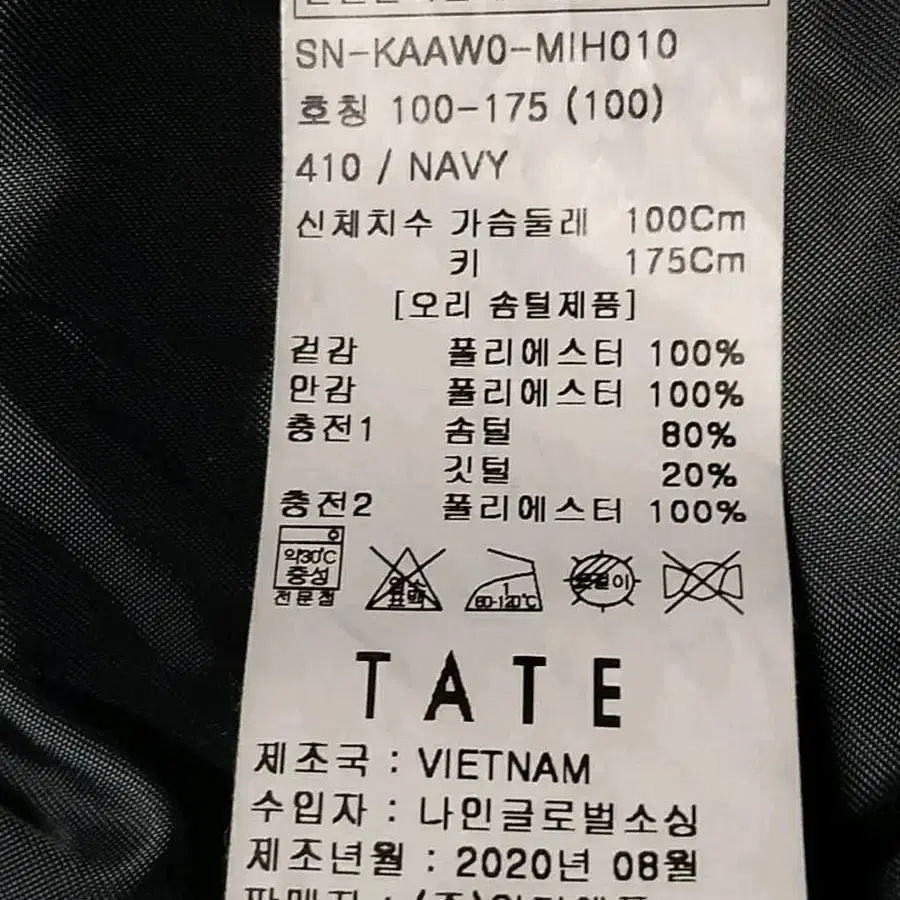 SN-KAAW0-MIH010
호칭 100-175 (100)
410 / NAVY
신체치수 가슴둘레 100Cm
키 175Cm
[오리 솜털제품]
겉감 폴리에스터 100%
안감 폴리에스터 100%
충전1 솜털 80%
깃털 20%
충전2 폴리에스터 100%
약30℃
중성
전문점
염소
표백
1
80-120℃
TATE
제조국 : VIETNAM
수입자 : 나인글로벌소싱
제조년월 : 2020년 08월